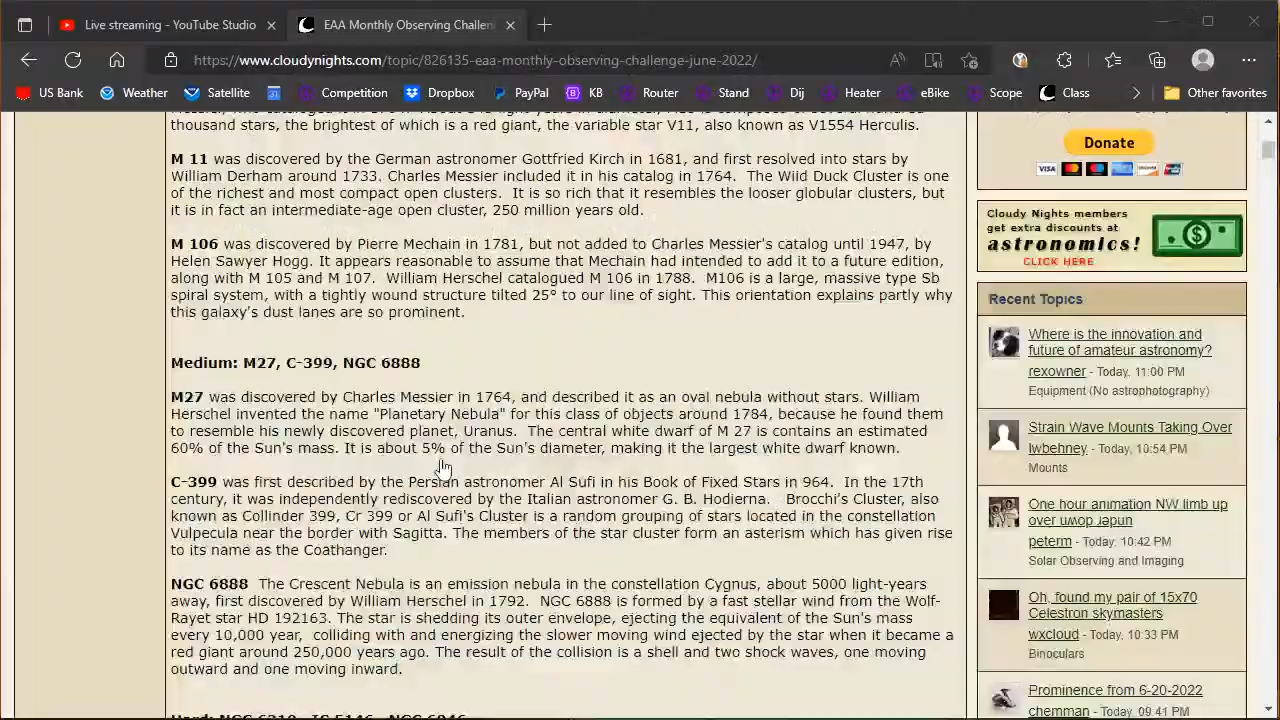 Live streaming - YouTube Studio
EAA Monthly Observing Challen
https://www.cloudynights.com/topic/826135-eaa-monthly-observing-challenge-june-2022/
US Bank Weather Satellite Competition Dropbox PayPal KB Router Stand Dij Heater eBike Scope Class Other favorites
thousand stars, the brightest of which is a red giant, the variable star V11, also known as V1554 Herculis.
M 11 was discovered by the German astronomer Gottfried Kirch in 1681, and first resolved into stars by
William Derham around 1733. Charles Messier included it in his catalog in 1764. The Wild Duck Cluster is one
of the richest and most compact open clusters. It is so rich that it resembles the looser globular clusters, but
it is in fact an intermediate-age open cluster, 250 million years old.
M 106 was discovered by Pierre Mechain in 1781, but not added to Charles Messier's catalog until 1947, by
Helen Sawyer Hogg. It appears reasonable to assume that Mechain had intended to add it to a future edition,
along with M 105 and M 107. William Herschel catalogued M 106 in 1788. M106 is a large, massive type Sb
spiral system, with a tightly wound structure tilted 25° to our line of sight. This orientation explains partly why
this galaxy's dust lanes are so prominent.
Medium: M27, C-399, NGC 6888
M27 was discovered by Charles Messier in 1764, and described it as an oval nebula without stars. William
Herschel invented the name "Planetary Nebula" for this class of objects around 1784, because he found them
to resemble his newly discovered planet, Uranus. The central white dwarf of M 27 is contains an estimated
60% of the Sun's mass. It is about 5% of the Sun's diameter, making it the largest white dwarf known.
C-399 was first described by the Persian astronomer Al Sufi in his Book of Fixed Stars in 964. In the 17th
century, it was independently rediscovered by the Italian astronomer G. B. Hodierna. Brocchi's Cluster, also
known as Collinder 399, Cr 399 or Al Sufi's Cluster is a random grouping of stars located in the constellation
Vulpecula near the border with Sagitta. The members of the star cluster form an asterism which has given rise
to its name as the Coathanger.
NGC 6888 The Crescent Nebula is an emission nebula in the constellation Cygnus, about 5000 light-years
away, first discovered by William Herschel in 1792. NGC 6888 is formed by a fast stellar wind from the Wolf-
Rayet star HD 192163. The star is shedding its outer envelope, ejecting the equivalent of the Sun's mass
every 10,000 year, colliding with and energizing the slower moving wind ejected by the star when it became a
red giant around 250,000 years ago. The result of the collision is a shell and two shock waves, one moving
outward and one moving inward.
Donate
VISA
Cloudy Nights members
get extra discounts at
astronomics!
CLICK HERE
Recent Topics
Where is the innovation and
future of amateur astronomy?
rexowner - Today, 11:00 PM
Equipment (No astrophotography)
Strain Wave Mounts Taking Over
lwbehney - Today, 10:54 PM
Mounts
One hour animation NW limb up
over uʍop ɹǝpun
peterm - Today, 10:42 PM
Solar Observing and Imaging
Oh, found my pair of 15x70
Celestron skymasters
wxcloud - Today, 10:33 PM
Binoculars
Prominence from 6-20-2022
chemman - Today, 09:41 PM